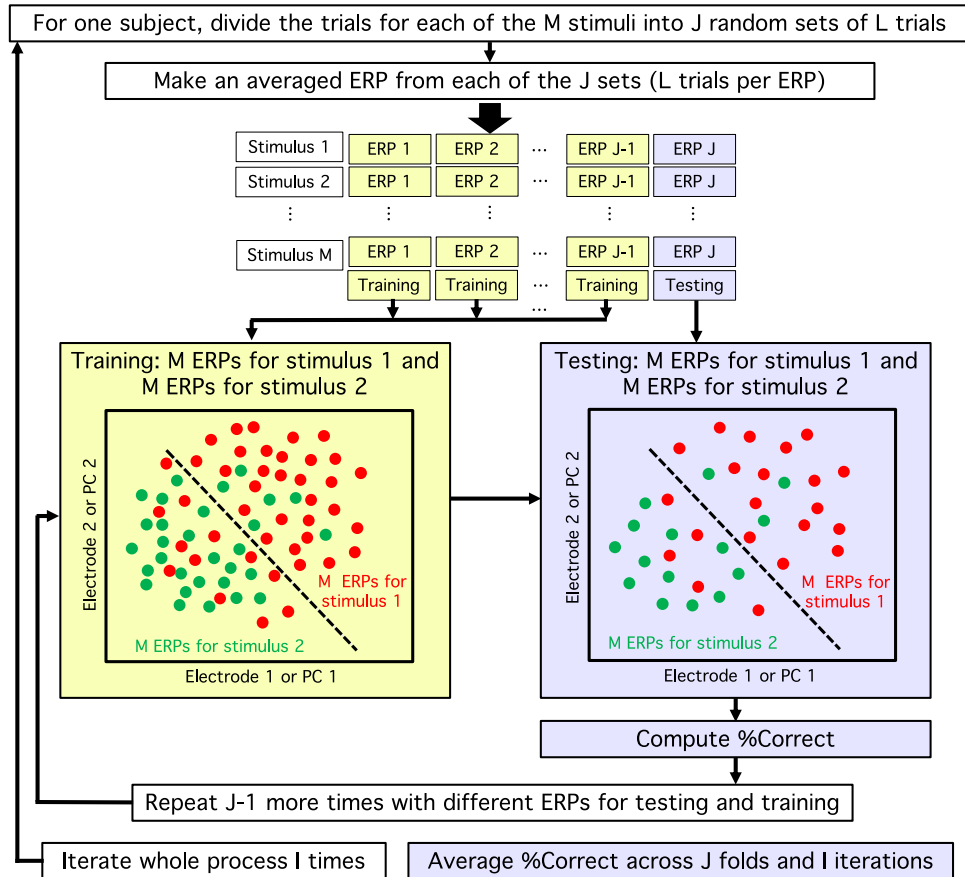 For one subject, divide the trials for each of the M stimuli into J random sets of L trials
Make an averaged ERP from each of the J sets (L trials per ERP)
Stimulus 1 ERP 1 ERP 2 ... ERP J-1 ERP J
Stimulus 2 ERP 1 ERP 2 ... ERP J-1 ERP J
⋮ ⋮ ⋮ ⋮
Stimulus M ERP 1 ERP 2 ... ERP J-1 ERP J
Training Training ... Training Testing
...
Training: M ERPs for stimulus 1 and
M ERPs for stimulus 2
Electrode 2 or PC 2
M ERPs for
stimulus 1
M ERPs for stimulus 2
Electrode 1 or PC 1
Testing: M ERPs for stimulus 1 and
M ERPs for stimulus 2
Electrode 2 or PC 2
M ERPs for
stimulus 1
M ERPs for stimulus 2
Electrode 1 or PC 1
Compute %Correct
Repeat J-1 more times with different ERPs for testing and training
Iterate whole process I times
Average %Correct across J folds and I iterations